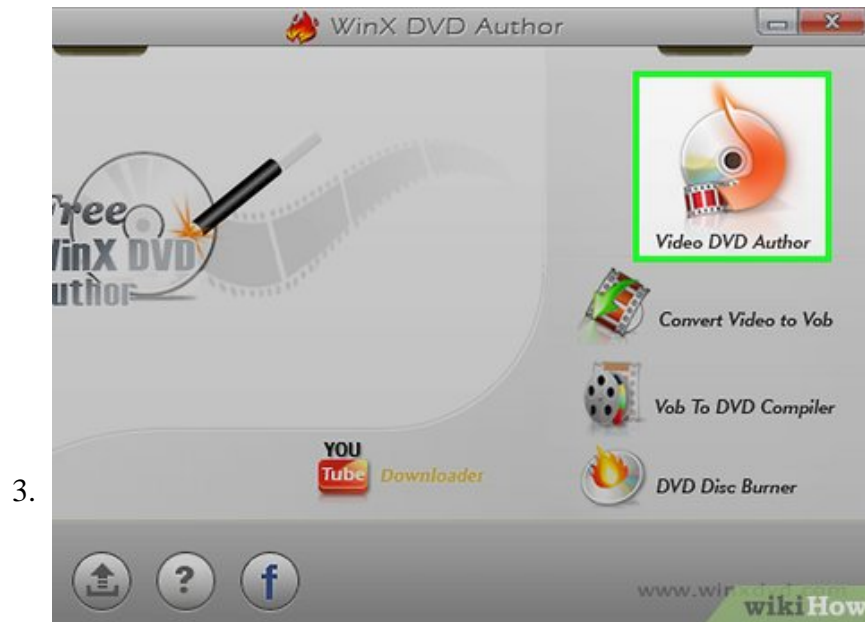 WinX DVD Author
Free
WinX DVD
Author
Video DVD Author
Convert Video to Vob
Vob To DVD Compiler
YOU
Tube Downloader
DVD Disc Burner
3.
?
f
wikiHow